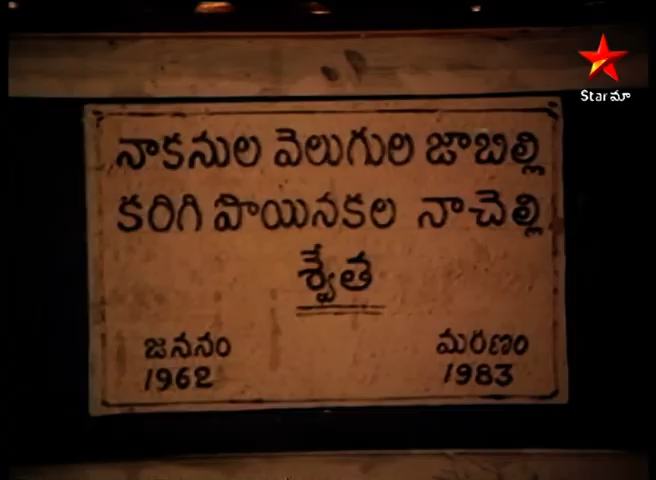 Star మా
నాకనుల వెలుగుల జాబిల్లి
కరిగి పొయినకల నాచెల్లి
శ్వేత
జననం మరణం
1962 1983